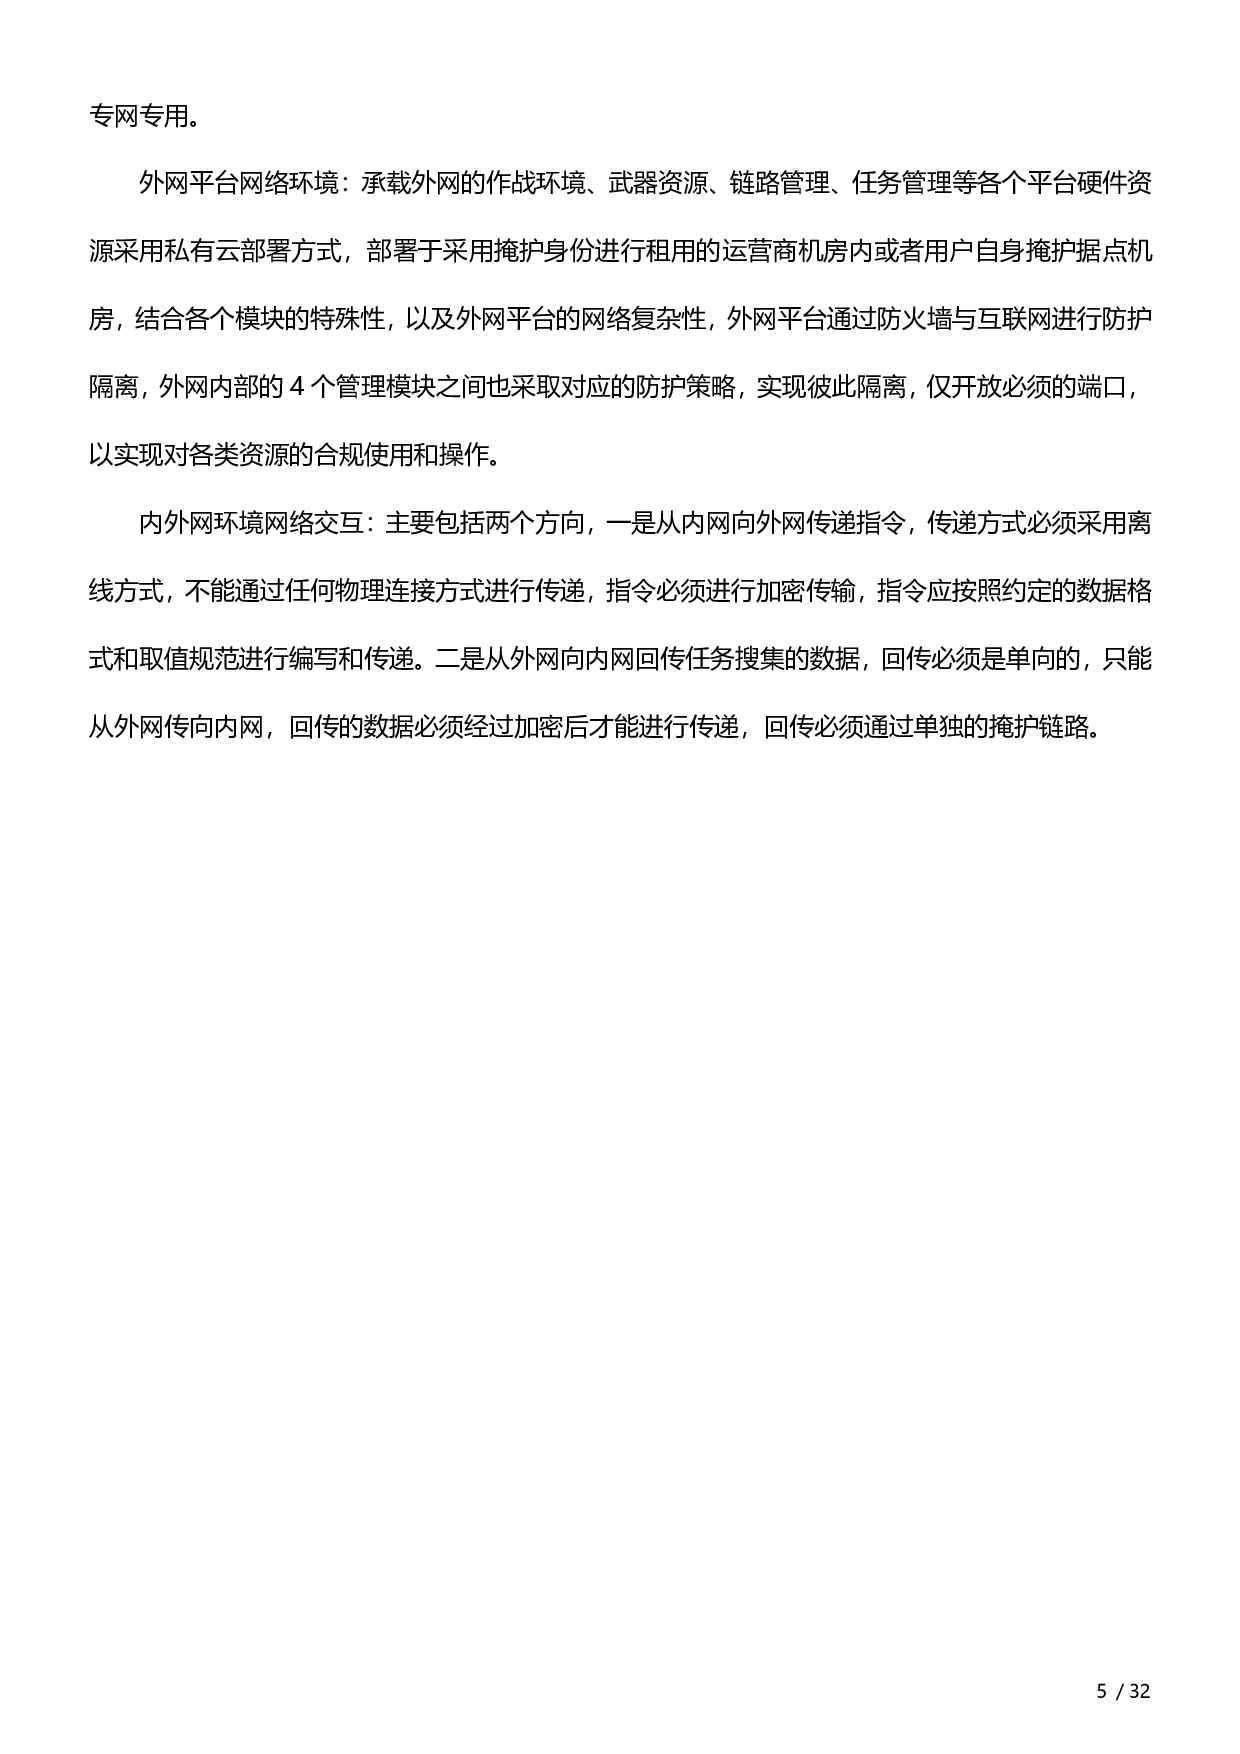 专网专用。
外网平台网络环境：承载外网的作战环境、武器资源、链路管理、任务管理等各个平台硬件资
源采用私有云部署方式，部署于采用掩护身份进行租用的运营商机房内或者用户自身掩护据点机
房，结合各个模块的特殊性，以及外网平台的网络复杂性，外网平台通过防火墙与互联网进行防护
隔离，外网内部的 4 个管理模块之间也采取对应的防护策略，实现彼此隔离，仅开放必须的端口，
以实现对各类资源的合规使用和操作。
内外网环境网络交互：主要包括两个方向，一是从内网向外网传递指令，传递方式必须采用离
线方式，不能通过任何物理连接方式进行传递，指令必须进行加密传输，指令应按照约定的数据格
式和取值规范进行编写和传递。二是从外网向内网回传任务搜集的数据，回传必须是单向的，只能
从外网传向内网，回传的数据必须经过加密后才能进行传递，回传必须通过单独的掩护链路。
5 / 32